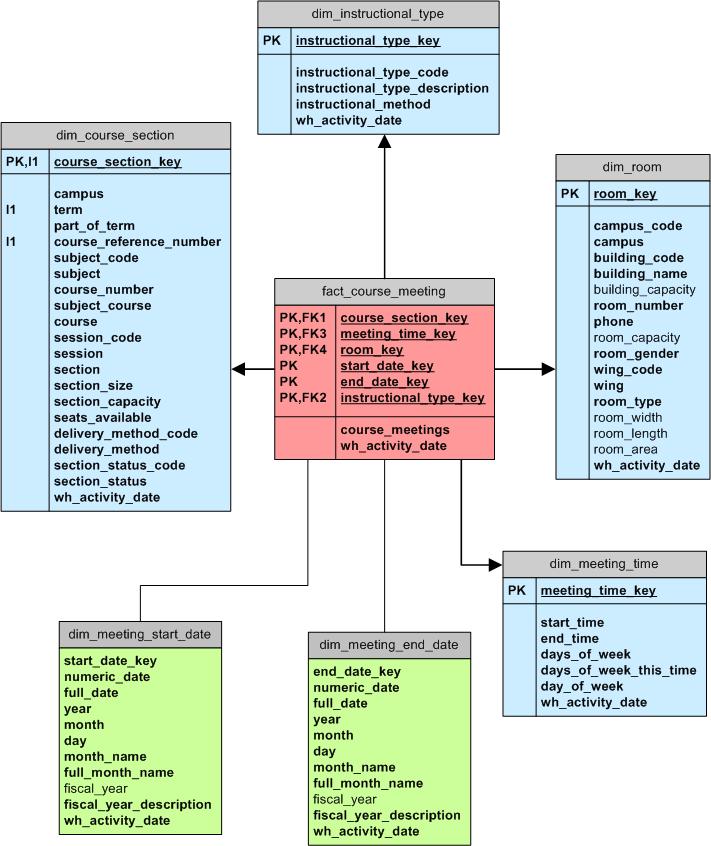 dim_instructional_type
PK instructional_type_key
instructional_type_code
instructional_type_description
instructional_method
wh_activity_date
dim_course_section
PK,I1 course_section_key
campus
I1 term
part_of_term
I1 course_reference_number
subject_code
subject
course_number
subject_course
course
session_code
session
section
section_size
section_capacity
seats_available
delivery_method_code
delivery_method
section_status_code
section_status
wh_activity_date
dim_room
PK room_key
campus_code
campus
building_code
building_name
building_capacity
room_number
phone
room_capacity
room_gender
wing_code
wing
room_type
room_width
room_length
room_area
wh_activity_date
fact_course_meeting
PK,FK1 course_section_key
PK,FK3 meeting_time_key
PK,FK4 room_key
PK start_date_key
PK end_date_key
PK,FK2 instructional_type_key
course_meetings
wh_activity_date
dim_meeting_time
PK meeting_time_key
start_time
end_time
days_of_week
days_of_week_this_time
day_of_week
wh_activity_date
dim_meeting_start_date
start_date_key
numeric_date
full_date
year
month
day
month_name
full_month_name
fiscal_year
fiscal_year_description
wh_activity_date
dim_meeting_end_date
end_date_key
numeric_date
full_date
year
month
day
month_name
full_month_name
fiscal_year
fiscal_year_description
wh_activity_date